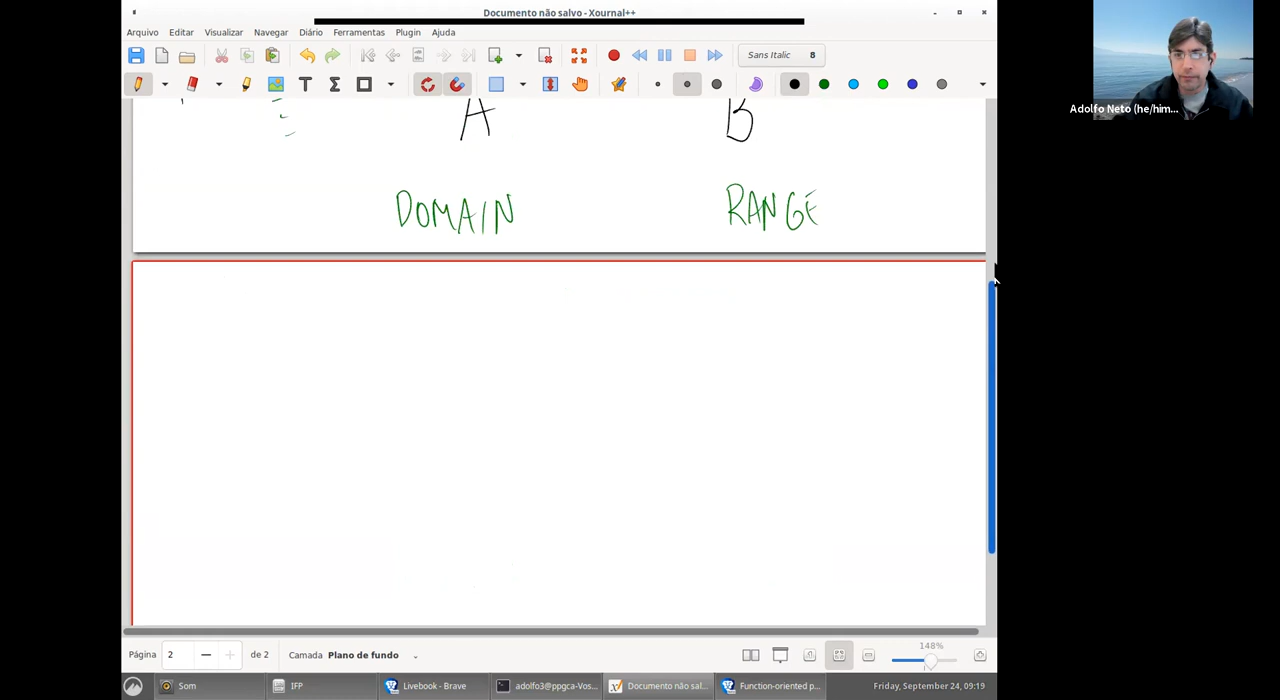 Documento não salvo - Xournal++
Arquivo Editar Visualizar Navegar Diário Ferramentas Plugin Ajuda
Sans Italic 8
Adolfo Neto (he/him...
A B
DOMAIN RANGE
148%
Página 2 de 2 Camada Plano de fundo
Som IFP Livebook - Brave adolfo3@ppgca-Vos... Documento não sal... Function-oriented p... Friday, September 24, 09:19